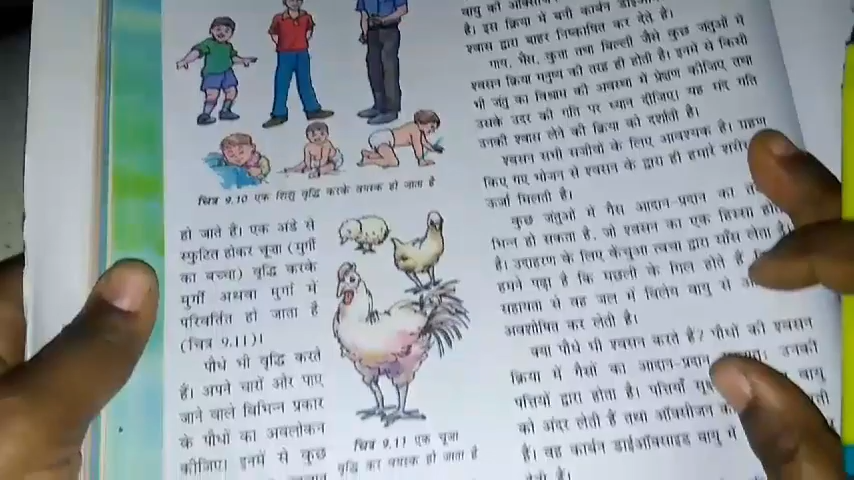 चित्र 9.10 एक शिशु वृद्धि करके वयस्क हो जाता है
हो जाते हैं। एक अंडे से
स्फुटित होकर चूज़ा (मुर्गी
का बच्चा) वृद्धि करके
मुर्गी अथवा मुर्गा में
परिवर्तित हो जाता है
(चित्र 9.11)।
पौधे भी वृद्धि करते
हैं। अपने चारों ओर पाए
जाने वाले विभिन्न प्रकार
के पौधों का अवलोकन
कीजिए। इनमें से कुछ
चित्र 9.11 एक चूज़ा
वृद्धि कर वयस्क हो जाता है
है। इस क्रिया में बनी कार्बन
श्वास द्वारा बाहर निष्कासित कर देते हैं।
गाय, भैंस, कुत्ता तथा बिल्ली जैसे कुछ जंतुओं में
श्वसन क्रिया मनुष्य की तरह ही होती है। इनमें से किसी
भी जंतु का विश्राम की अवस्था में प्रेक्षण कीजिए तथा
उसके उदर की गति पर ध्यान दीजिए। यह मंद गति
उनकी श्वास लेने की क्रिया को दर्शाती है।
श्वसन सभी सजीवों के लिए आवश्यक है। ग्रहण
किए गए भोजन से श्वसन के द्वारा ही हमारे
ऊर्जा मिलती है।
कुछ जंतुओं में गैस आदान-प्रदान का
भिन्न हो सकता है, जो श्वसन का एक हिस्सा
है। उदाहरण के लिए केंचुआ त्वचा द्वारा साँस लेता
हमने पढ़ा है कि मछली के गिल होते हैं
सहायता से वह जल में विलेय वायु से
अवशोषित कर लेती है।
क्या पौधे भी श्वसन करते हैं? पौधों की श्वसन
क्रिया में गैसों का आदान-प्रदान उनकी
पत्तियों द्वारा होता है। पत्तियाँ वायु
को अंदर लेती हैं तथा ऑक्सीजन
हैं। वह कार्बन डाइऑक्साइड वायु में